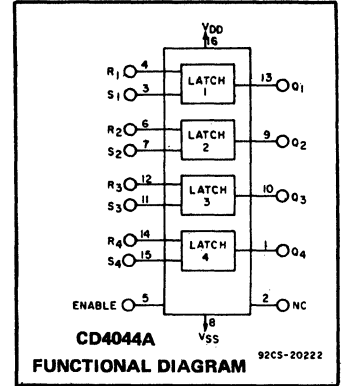 VDD
16
R1 4
S1 3
LATCH
1
13 Q1
R2 6
S2 7
LATCH
2
9 Q2
R3 12
S3 11
LATCH
3
10 Q3
R4 14
S4 15
LATCH
4
1 Q4
ENABLE 5
2 NC
8
VSS
CD4044A
92CS-20222
FUNCTIONAL DIAGRAM